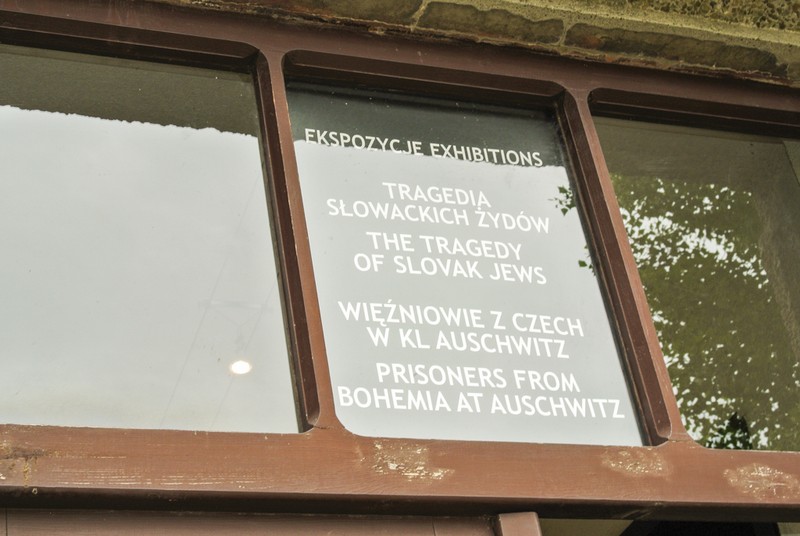 EKSPOZYCJE EXHIBITIONS
TRAGEDIA
SŁOWACKICH ŻYDÓW
THE TRAGEDY
OF SLOVAK JEWS
WIĘŹNIOWIE Z CZECH
W KL AUSCHWITZ
PRISONERS FROM
BOHEMIA AT AUSCHWITZ